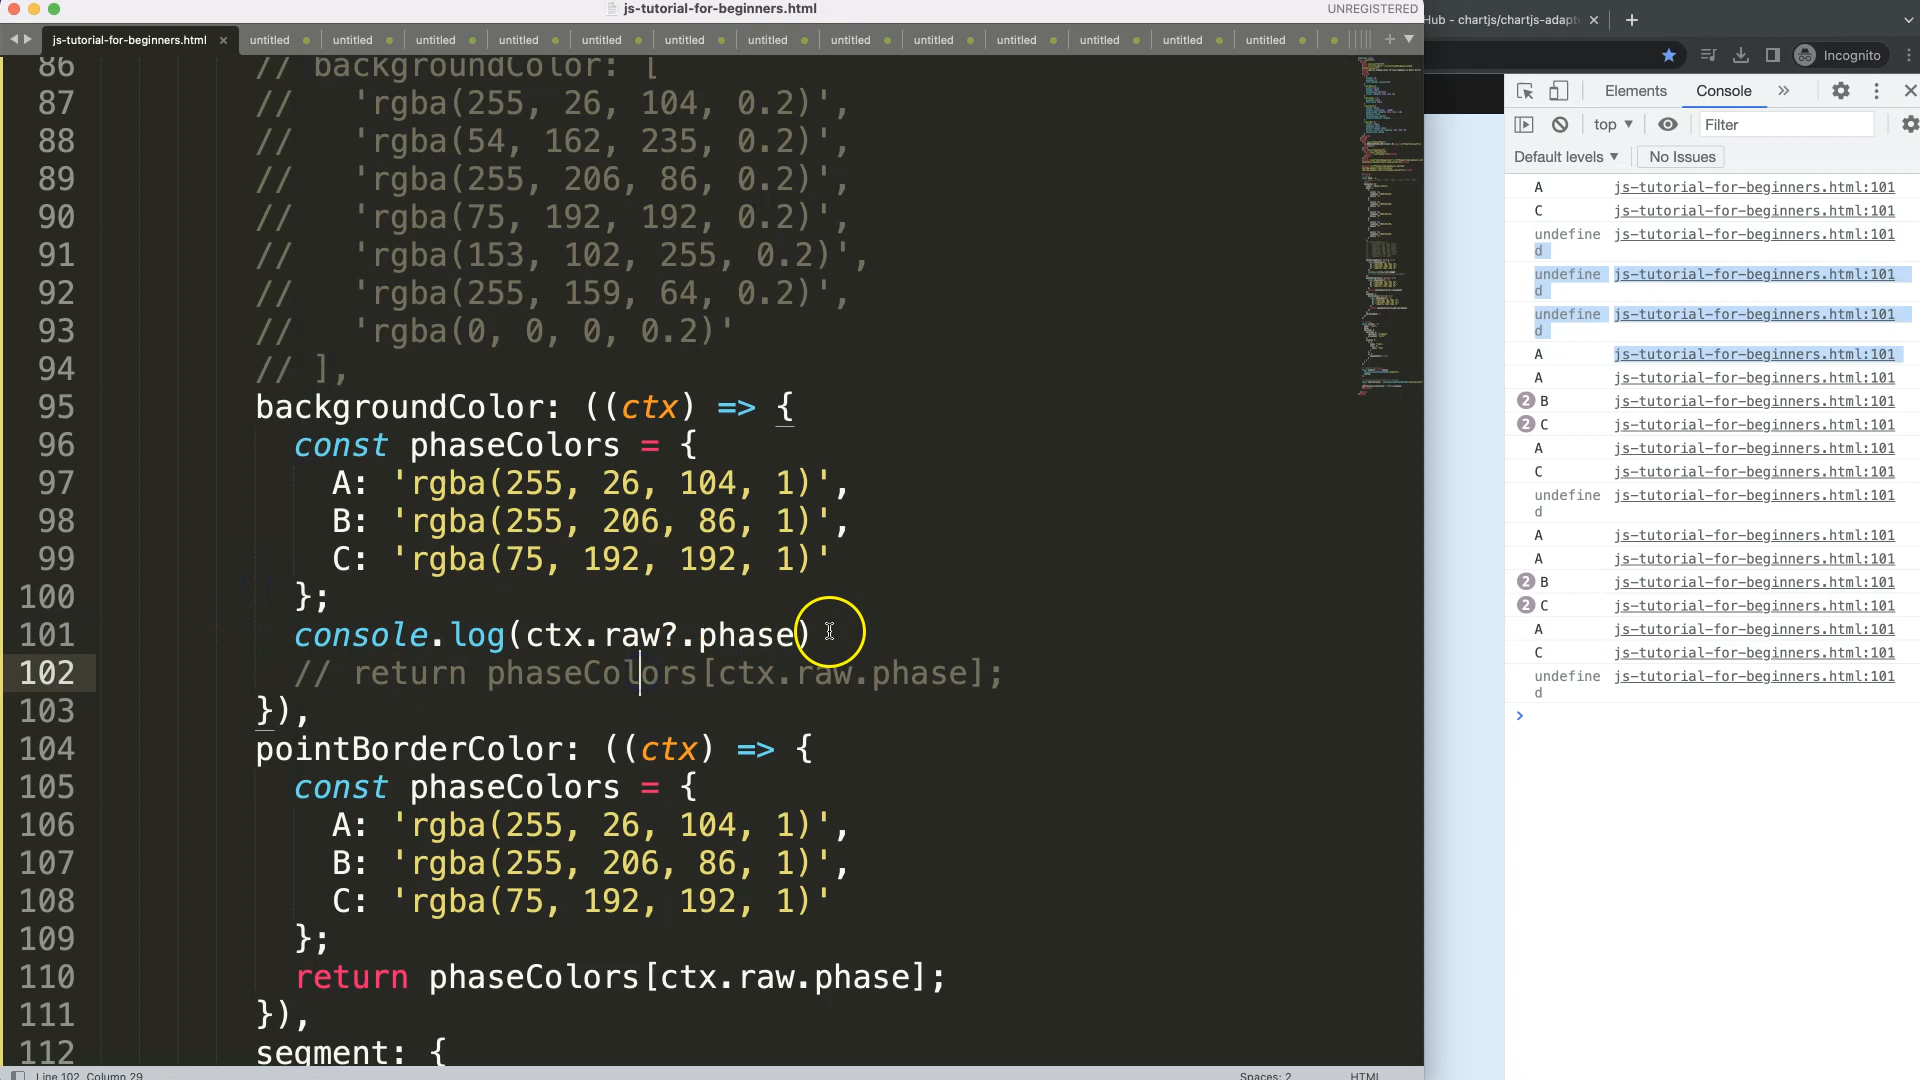 js-tutorial-for-beginners.html
UNREGISTERED
Hub - chartjs/chartjs-adapt
js-tutorial-for-beginners.html
untitled
untitled
untitled
untitled
untitled
untitled
untitled
untitled
untitled
untitled
untitled
untitled
untitled
Incognito
86 // backgroundColor: [
87 // 'rgba(255, 26, 104, 0.2)',
88 // 'rgba(54, 162, 235, 0.2)',
89 // 'rgba(255, 206, 86, 0.2)',
90 // 'rgba(75, 192, 192, 0.2)',
91 // 'rgba(153, 102, 255, 0.2)',
92 // 'rgba(255, 159, 64, 0.2)',
93 // 'rgba(0, 0, 0, 0.2)'
94 // ],
95 backgroundColor: ((ctx) => {
96 const phaseColors = {
97 A: 'rgba(255, 26, 104, 1)',
98 B: 'rgba(255, 206, 86, 1)',
99 C: 'rgba(75, 192, 192, 1)'
100 };
101 console.log(ctx.raw?.phase)
102 // return phaseColors[ctx.raw.phase];
103 }),
104 pointBorderColor: ((ctx) => {
105 const phaseColors = {
106 A: 'rgba(255, 26, 104, 1)',
107 B: 'rgba(255, 206, 86, 1)',
108 C: 'rgba(75, 192, 192, 1)'
109 };
110 return phaseColors[ctx.raw.phase];
111 }),
112 segment: {
Line 102, Column 29
Spaces: 2
HTML
Elements
Console
top
Filter
Default levels
No Issues
A js-tutorial-for-beginners.html:101
C js-tutorial-for-beginners.html:101
undefine js-tutorial-for-beginners.html:101
d
undefine js-tutorial-for-beginners.html:101
d
undefine js-tutorial-for-beginners.html:101
d
A js-tutorial-for-beginners.html:101
A js-tutorial-for-beginners.html:101
2 B js-tutorial-for-beginners.html:101
2 C js-tutorial-for-beginners.html:101
A js-tutorial-for-beginners.html:101
C js-tutorial-for-beginners.html:101
undefine js-tutorial-for-beginners.html:101
d
A js-tutorial-for-beginners.html:101
A js-tutorial-for-beginners.html:101
2 B js-tutorial-for-beginners.html:101
2 C js-tutorial-for-beginners.html:101
A js-tutorial-for-beginners.html:101
C js-tutorial-for-beginners.html:101
undefine js-tutorial-for-beginners.html:101
d